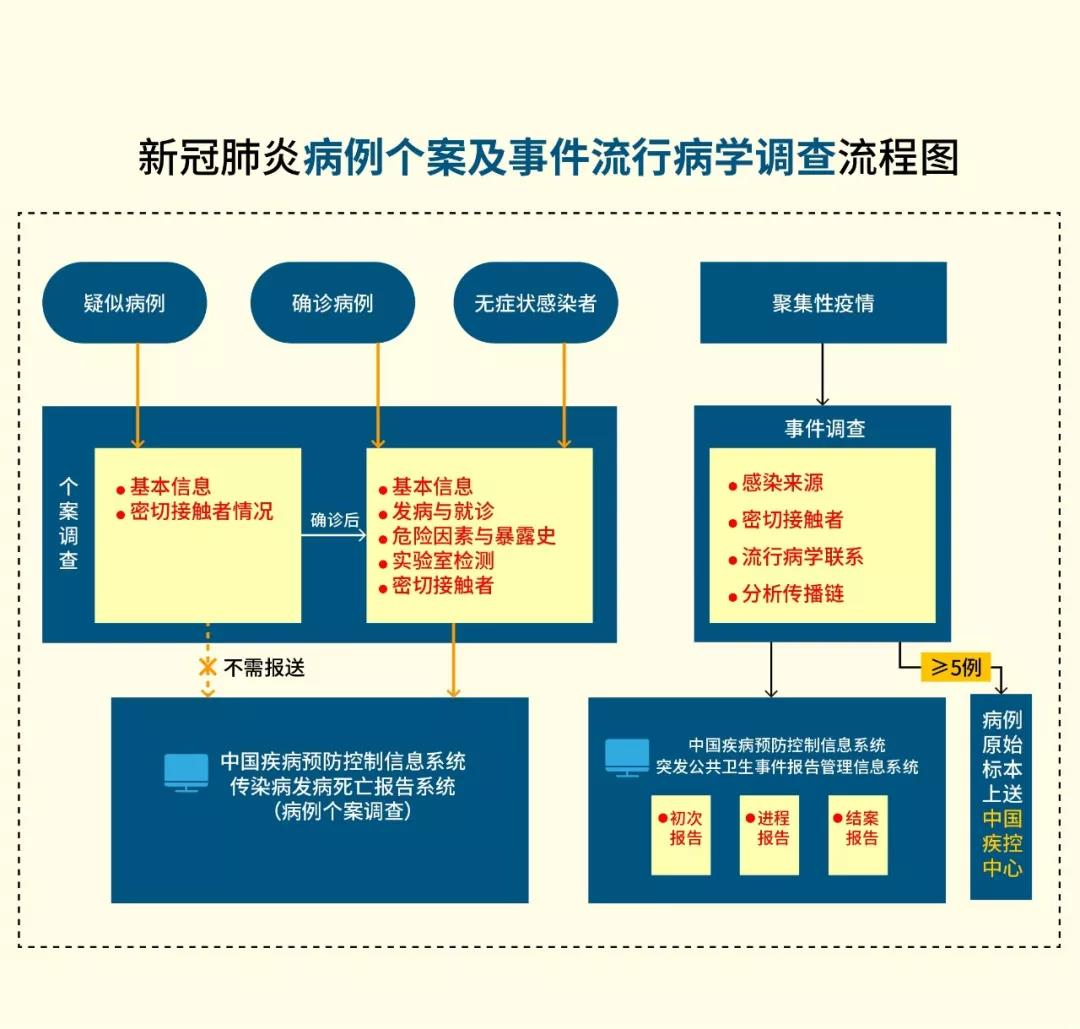 新冠肺炎病例个案及事件流行病学调查流程图
疑似病例
确诊病例
无症状感染者
聚集性疫情
个案调查
基本信息
密切接触者情况
确诊后
基本信息
发病与就诊
危险因素与暴露史
实验室检测
密切接触者
事件调查
感染来源
密切接触者
流行病学联系
分析传播链
不需报送
≥5例
中国疾病预防控制信息系统
传染病发病死亡报告系统
（病例个案调查）
中国疾病预防控制信息系统
突发公共卫生事件报告管理信息系统
初次
报告
进程
报告
结案
报告
病例
原始
标本
上送
中国
疾控
中心